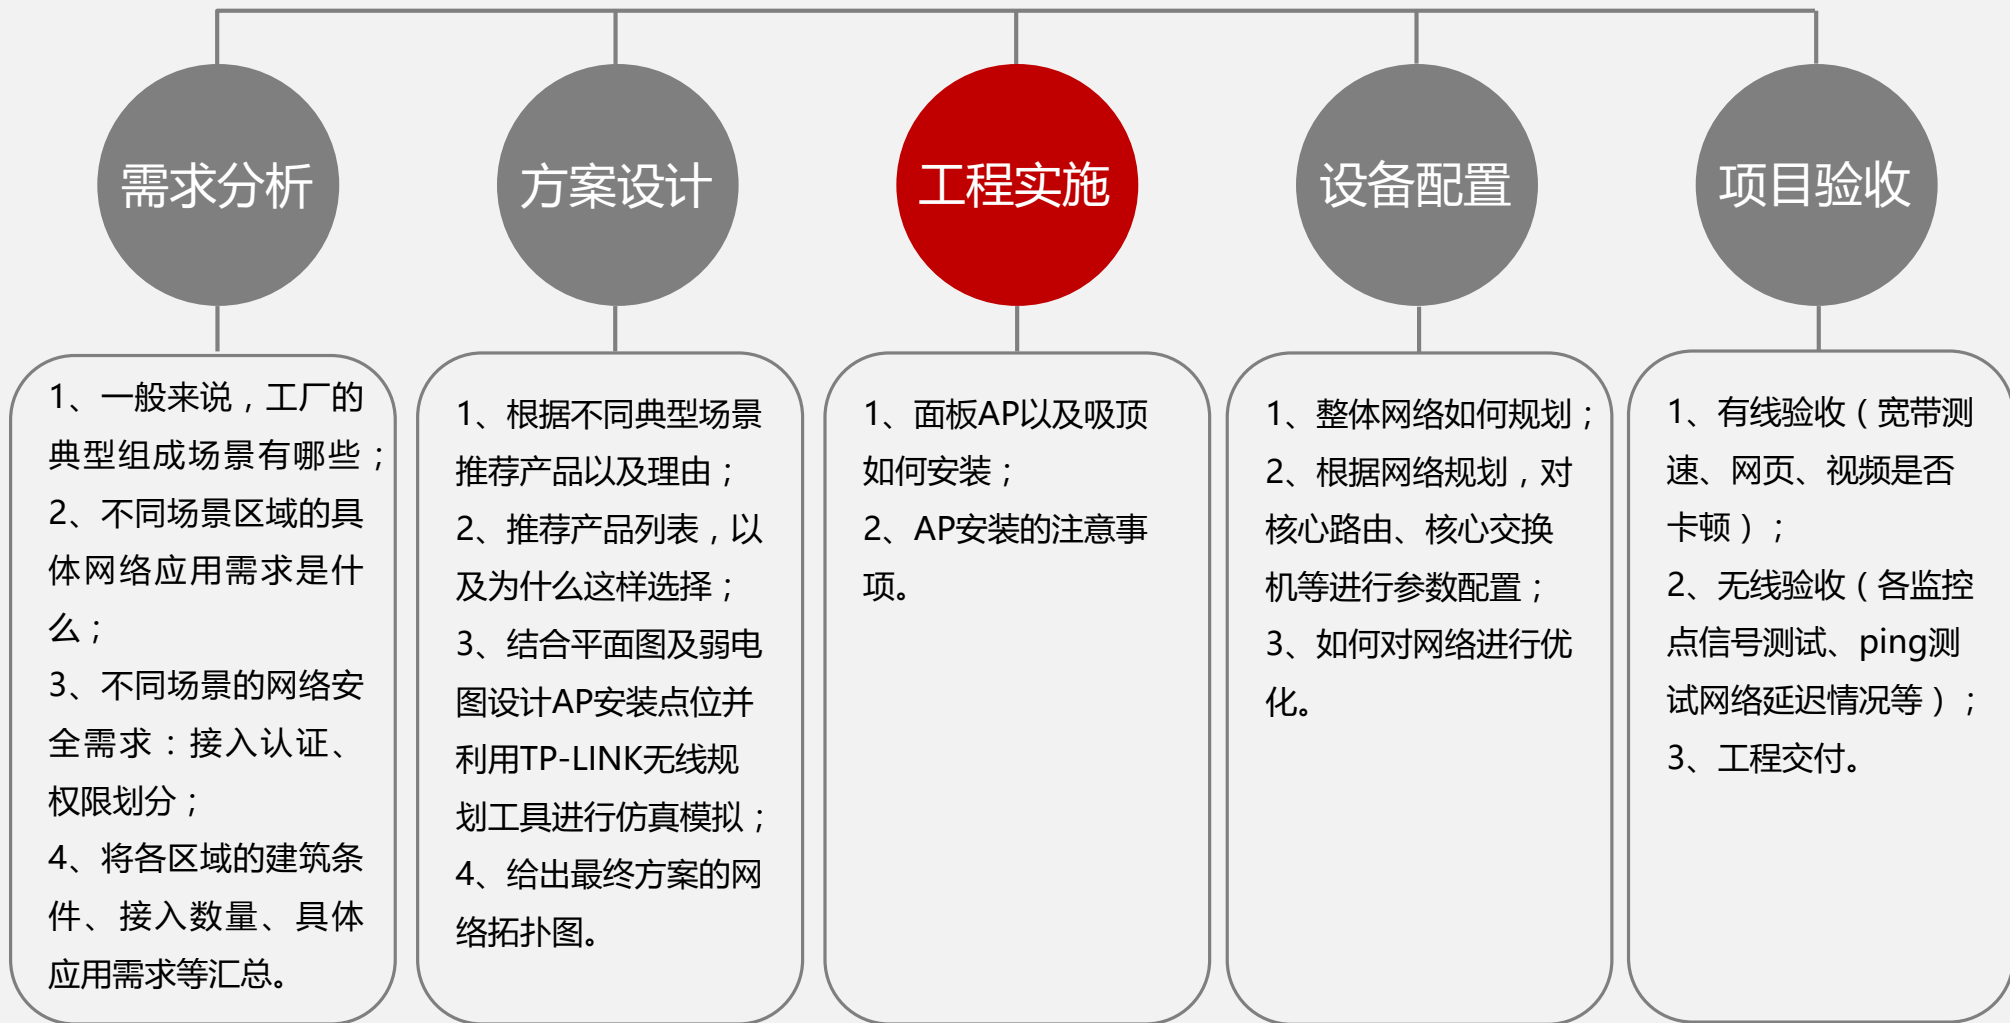 需求分析
方案设计
工程实施
设备配置
项目验收
1、一般来说，工厂的
典型组成场景有哪些；
2、不同场景区域的具
体网络应用需求是什
么；
3、不同场景的网络安
全需求：接入认证、
权限划分；
4、将各区域的建筑条
件、接入数量、具体
应用需求等汇总。
1、根据不同典型场景
推荐产品以及理由；
2、推荐产品列表，以
及为什么这样选择；
3、结合平面图及弱电
图设计AP安装点位并
利用TP-LINK无线规
划工具进行仿真模拟；
4、给出最终方案的网
络拓扑图。
1、面板AP以及吸顶
如何安装；
2、AP安装的注意事
项。
1、整体网络如何规划；
2、根据网络规划，对
核心路由、核心交换
机等进行参数配置；
3、如何对网络进行优
化。
1、有线验收（宽带测
速、网页、视频是否
卡顿）；
2、无线验收（各监控
点信号测试、ping测
试网络延迟情况等）；
3、工程交付。